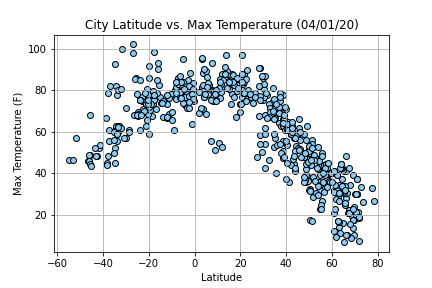 City Latitude vs. Max Temperature (04/01/20)
Max Temperature (F)
100
80
60
40
20
−60 −40 −20 0 20 40 60 80
Latitude